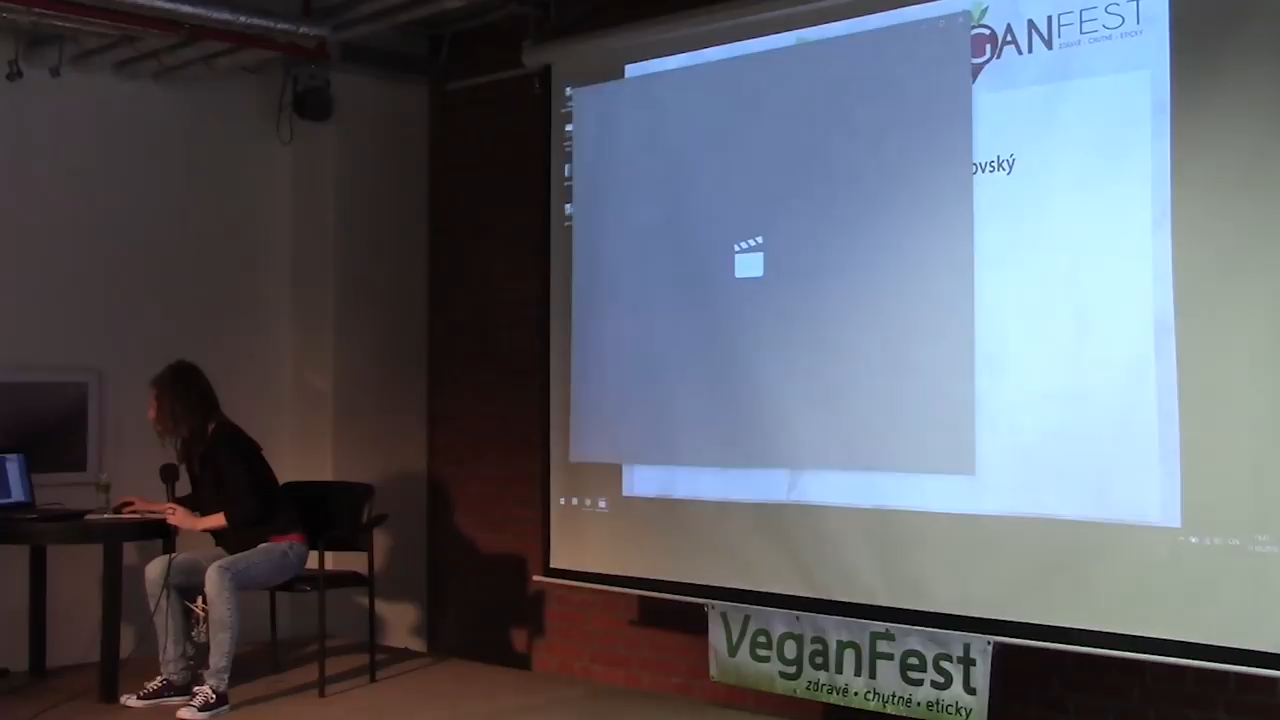 GANFEST
ZDRAVĚ · CHUTNĚ · ETICKY
ovský
VeganFest
zdravě • chutně • eticky